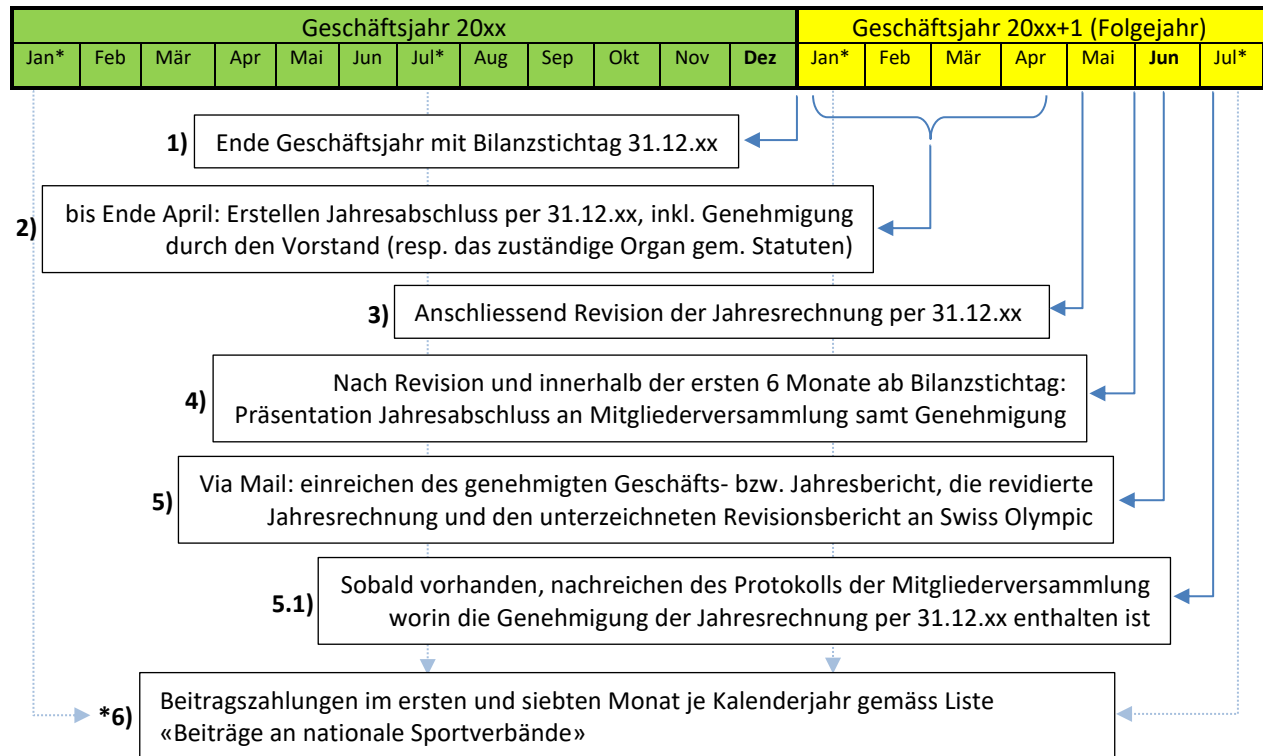 Geschäftsjahr 20xx Geschäftsjahr 20xx+1 (Folgejahr)
Jan* Feb Mär Apr Mai Jun Jul* Aug Sep Okt Nov Dez Jan* Feb Mär Apr Mai Jun Jul*
1) Ende Geschäftsjahr mit Bilanzstichtag 31.12.xx
2) bis Ende April: Erstellen Jahresabschluss per 31.12.xx, inkl. Genehmigung
durch den Vorstand (resp. das zuständige Organ gem. Statuten)
3) Anschliessend Revision der Jahresrechnung per 31.12.xx
4) Nach Revision und innerhalb der ersten 6 Monate ab Bilanzstichtag:
Präsentation Jahresabschluss an Mitgliederversammlung samt Genehmigung
5) Via Mail: einreichen des genehmigten Geschäfts- bzw. Jahresbericht, die revidierte
Jahresrechnung und den unterzeichneten Revisionsbericht an Swiss Olympic
5.1) Sobald vorhanden, nachreichen des Protokolls der Mitgliederversammlung
worin die Genehmigung der Jahresrechnung per 31.12.xx enthalten ist
*6) Beitragszahlungen im ersten und siebten Monat je Kalenderjahr gemäss Liste
«Beiträge an nationale Sportverbände»